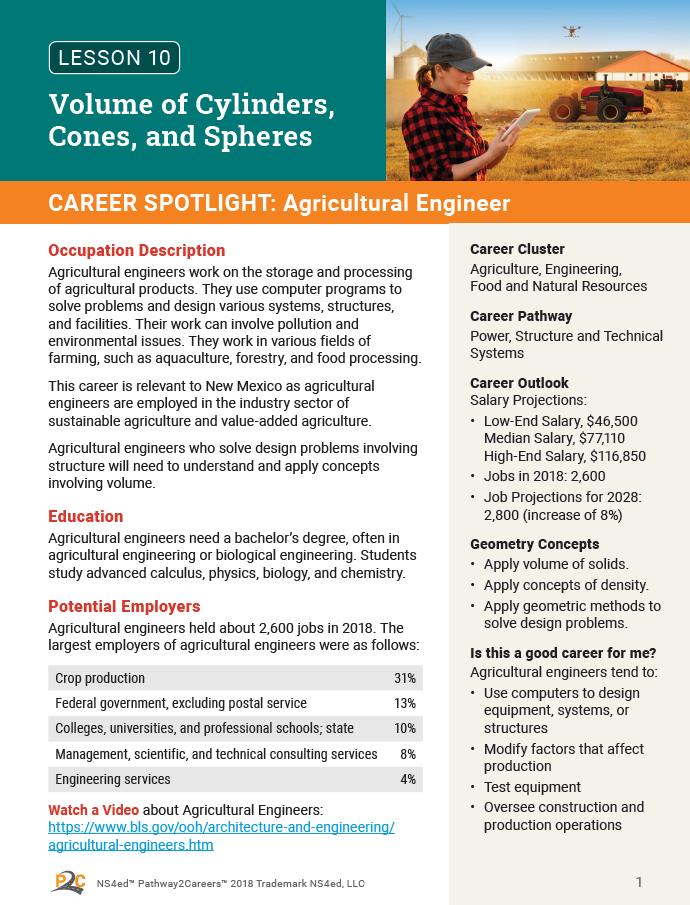 LESSON 10
Volume of Cylinders,
Cones, and Spheres
CAREER SPOTLIGHT: Agricultural Engineer
Occupation Description
Agricultural engineers work on the storage and processing
of agricultural products. They use computer programs to
solve problems and design various systems, structures,
and facilities. Their work can involve pollution and
environmental issues. They work in various fields of
farming, such as aquaculture, forestry, and food processing.
This career is relevant to New Mexico as agricultural
engineers are employed in the industry sector of
sustainable agriculture and value-added agriculture.
Agricultural engineers who solve design problems involving
structure will need to understand and apply concepts
involving volume.
Education
Agricultural engineers need a bachelor's degree, often in
agricultural engineering or biological engineering. Students
study advanced calculus, physics, biology, and chemistry.
Potential Employers
Agricultural engineers held about 2,600 jobs in 2018. The
largest employers of agricultural engineers were as follows:
Crop production 31%
Federal government, excluding postal service 13%
Colleges, universities, and professional schools; state 10%
Management, scientific, and technical consulting services 8%
Engineering services 4%
Watch a Video about Agricultural Engineers:
https://www.bls.gov/ooh/architecture-and-engineering/
agricultural-engineers.htm
Career Cluster
Agriculture, Engineering,
Food and Natural Resources
Career Pathway
Power, Structure and Technical
Systems
Career Outlook
Salary Projections:
• Low-End Salary, $46,500
Median Salary, $77,110
High-End Salary, $116,850
• Jobs in 2018: 2,600
• Job Projections for 2028:
2,800 (increase of 8%)
Geometry Concepts
• Apply volume of solids.
• Apply concepts of density.
• Apply geometric methods to
solve design problems.
Is this a good career for me?
Agricultural engineers tend to:
• Use computers to design
equipment, systems, or
structures
• Modify factors that affect
production
• Test equipment
• Oversee construction and
production operations
P2C NS4ed™ Pathway2Careers™ 2018 Trademark NS4ed, LLC
1